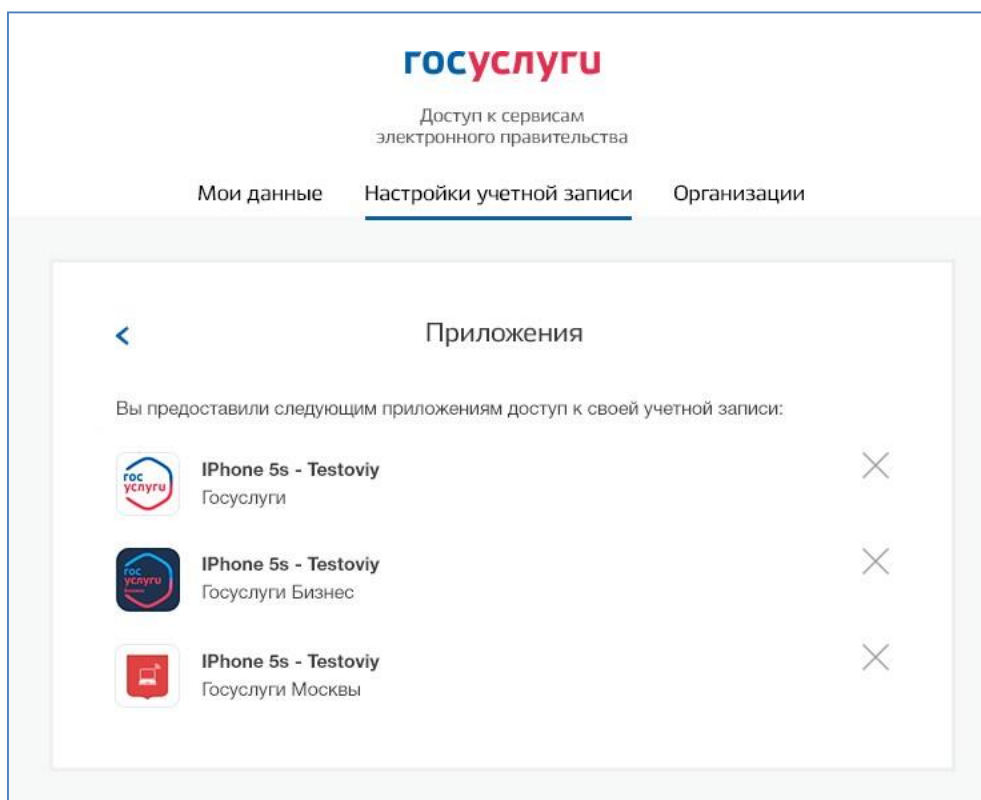 госуслуги
Доступ к сервисам
электронного правительства
Мои данные Настройки учетной записи Организации
Приложения
Вы предоставили следующим приложениям доступ к своей учетной записи:
гос
услуги
IPhone 5s - Testoviy
Госуслуги
гос
услуги
бизнес
IPhone 5s - Testoviy
Госуслуги Бизнес
IPhone 5s - Testoviy
Госуслуги Москвы